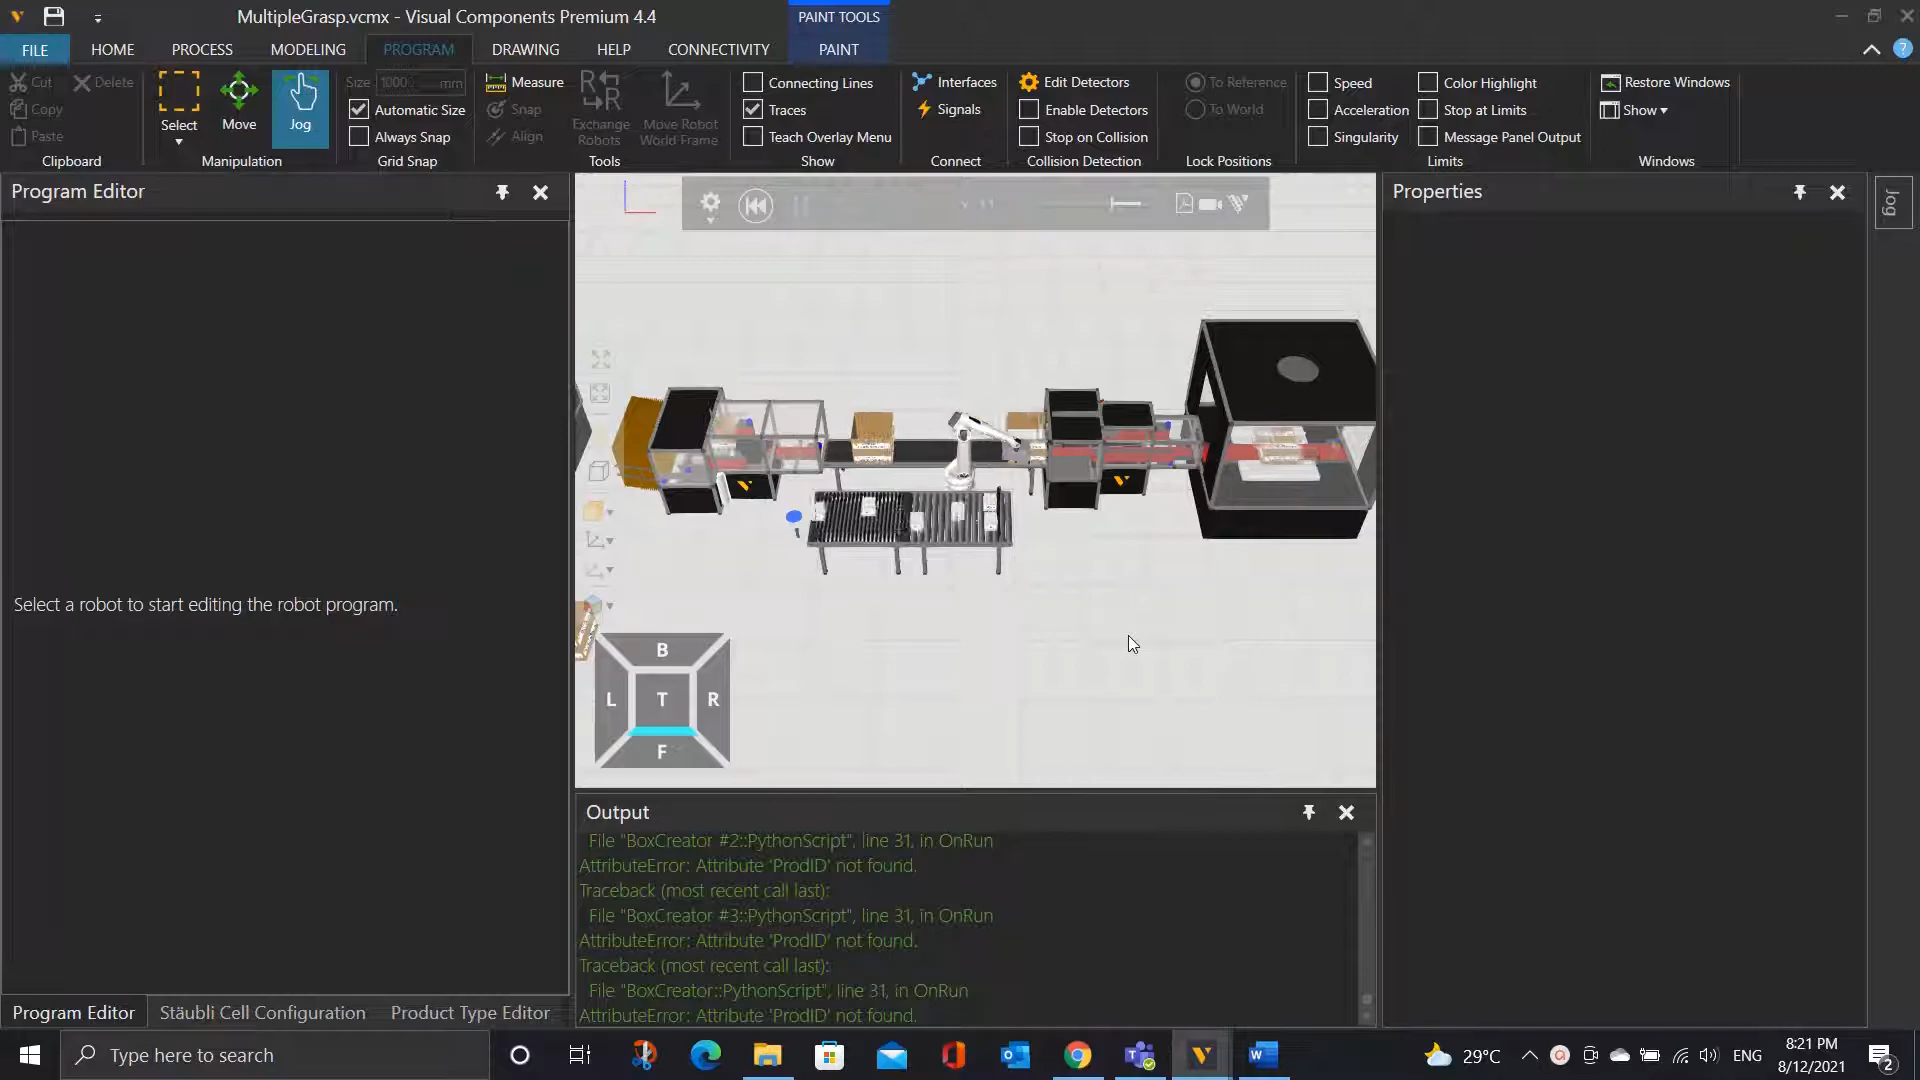 MultipleGrasp.vcmx - Visual Components Premium 4.4
PAINT TOOLS
FILE HOME PROCESS MODELING PROGRAM DRAWING HELP CONNECTIVITY PAINT
Cut Delete
Copy
Paste
Clipboard
Select
Move
Jog
Manipulation
Size 1000 mm
Automatic Size
Always Snap
Grid Snap
Measure
Snap
Align
Exchange Robots
Move Robot World Frame
Tools
Connecting Lines
Traces
Teach Overlay Menu
Show
Interfaces
Signals
Connect
Edit Detectors
Enable Detectors
Stop on Collision
Collision Detection
To Reference
To World
Lock Positions
Speed
Acceleration
Singularity
Color Highlight
Stop at Limits
Message Panel Output
Limits
Restore Windows
Show
Windows
Program Editor
Select a robot to start editing the robot program.
Program Editor Stäubli Cell Configuration Product Type Editor
B
L T R
F
Output
File "BoxCreator #2::PythonScript", line 31, in OnRun
AttributeError: Attribute 'ProdID' not found.
Traceback (most recent call last):
File "BoxCreator #3::PythonScript", line 31, in OnRun
AttributeError: Attribute 'ProdID' not found.
Traceback (most recent call last):
File "BoxCreator::PythonScript", line 31, in OnRun
AttributeError: Attribute 'ProdID' not found.
Properties
Jog
Type here to search
29°C
ENG
8:21 PM
8/12/2021
2